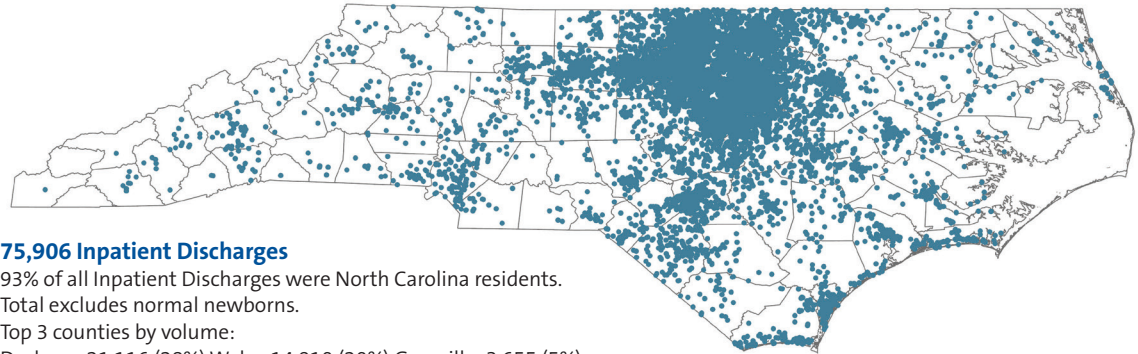 75,906 Inpatient Discharges
93% of all Inpatient Discharges were North Carolina residents.
Total excludes normal newborns.
Top 3 counties by volume: